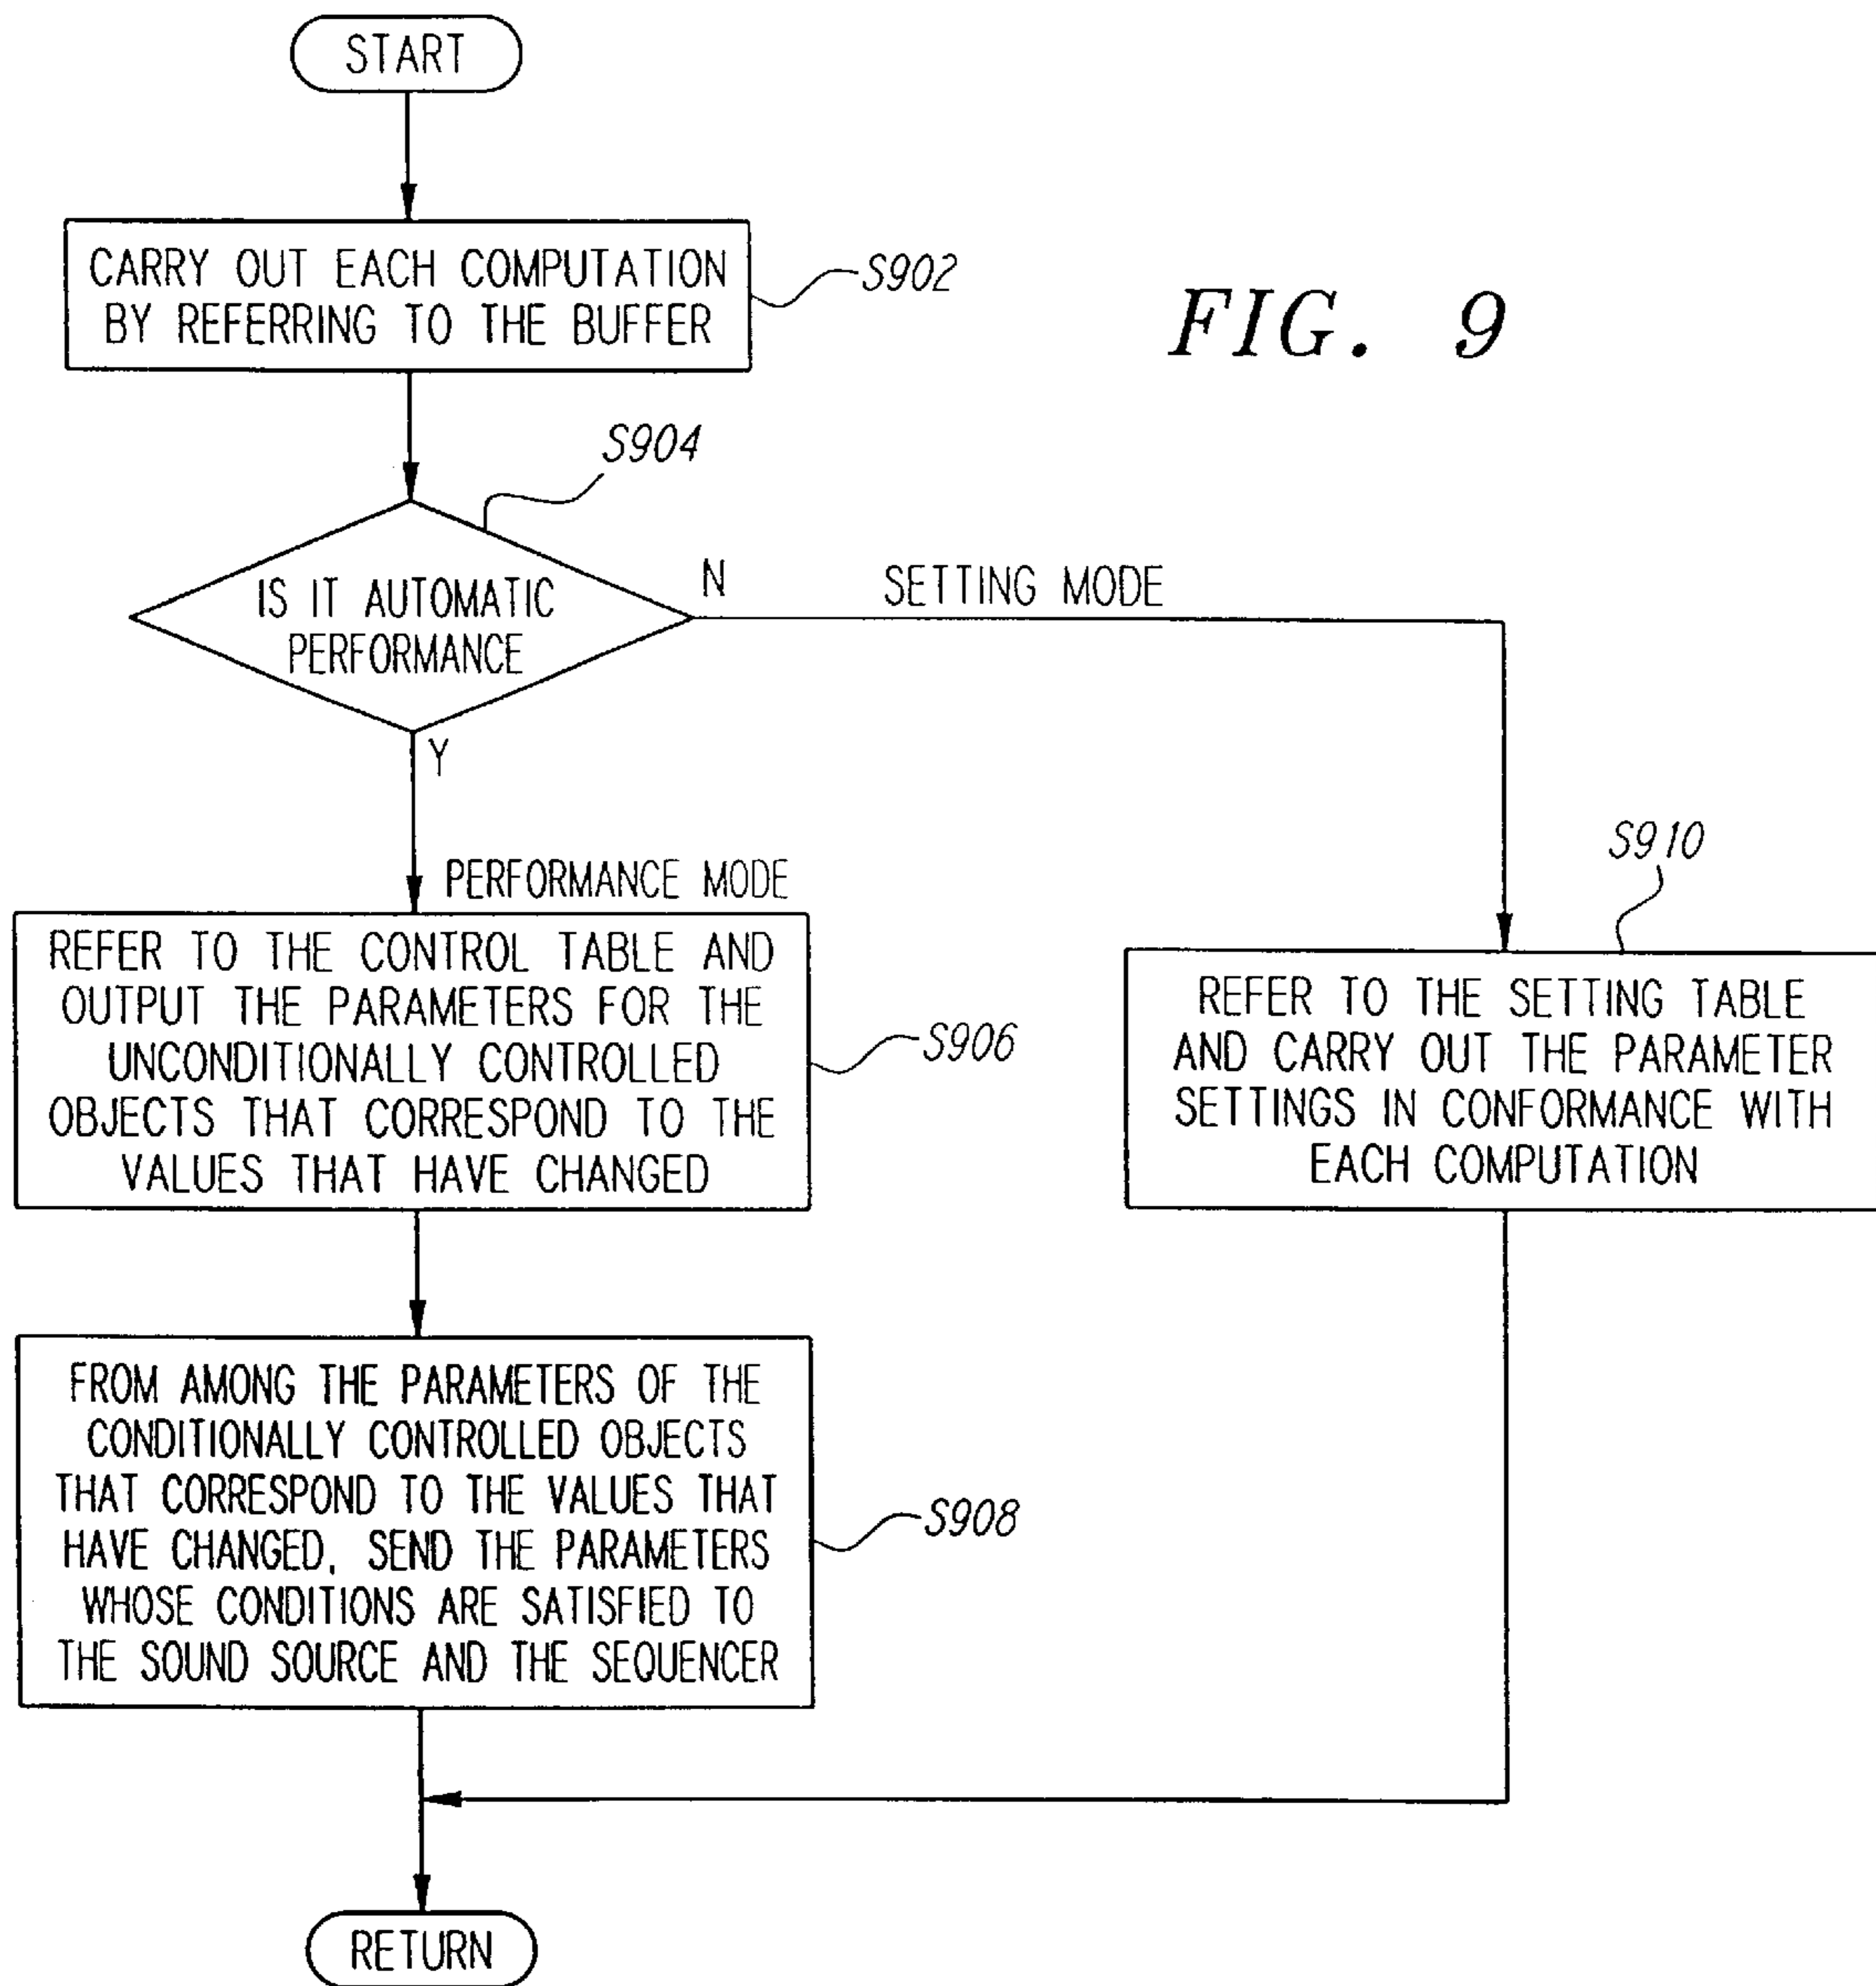 START
CARRY OUT EACH COMPUTATION
BY REFERRING TO THE BUFFER
S902
FIG. 9
S904
IS IT AUTOMATIC
PERFORMANCE
N
SETTING MODE
Y
PERFORMANCE MODE
REFER TO THE CONTROL TABLE AND
OUTPUT THE PARAMETERS FOR THE
UNCONDITIONALLY CONTROLLED
OBJECTS THAT CORRESPOND TO THE
VALUES THAT HAVE CHANGED
S906
S910
REFER TO THE SETTING TABLE
AND CARRY OUT THE PARAMETER
SETTINGS IN CONFORMANCE WITH
EACH COMPUTATION
FROM AMONG THE PARAMETERS OF THE
CONDITIONALLY CONTROLLED OBJECTS
THAT CORRESPOND TO THE VALUES THAT
HAVE CHANGED, SEND THE PARAMETERS
WHOSE CONDITIONS ARE SATISFIED TO
THE SOUND SOURCE AND THE SEQUENCER
S908
RETURN